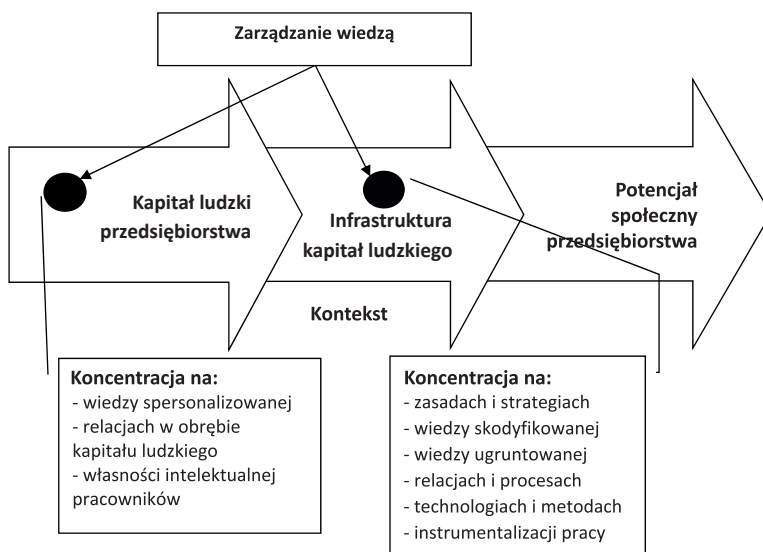 Zarządzanie wiedzą
Kapitał ludzki
przedsiębiorstwa
Infrastruktura
kapitał ludzkiego
Potencjał
społeczny
przedsiębiorstwa
Kontekst
Koncentracja na:
- wiedzy spersonalizowanej
- relacjach w obrębie
kapitału ludzkiego
- własności intelektualnej
pracowników
Koncentracja na:
- zasadach i strategiach
- wiedzy skodyfikowanej
- wiedzy ugruntowanej
- relacjach i procesach
- technologiach i metodach
- instrumentalizacji pracy